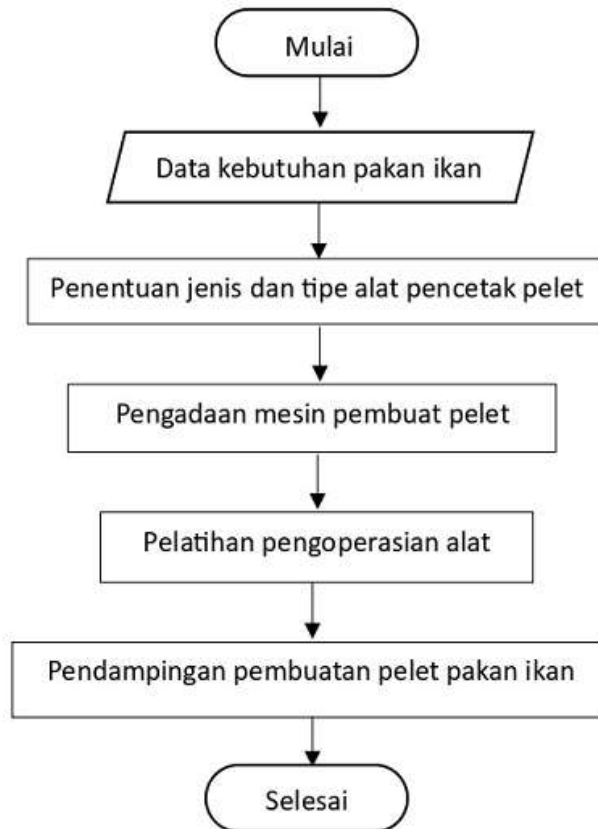 Mulai
Data kebutuhan pakan ikan
Penentuan jenis dan tipe alat pencetak pelet
Pengadaan mesin pembuat pelet
Pelatihan pengoperasian alat
Pendampingan pembuatan pelet pakan ikan
Selesai